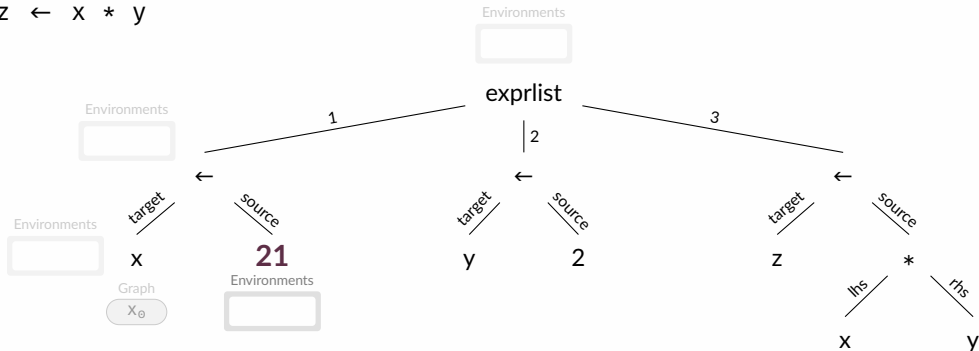 z ← x * y
Environments
exprlist
Environments
1
2
3
←
←
←
target
source
target
source
target
source
Environments
x
21
y
2
z
*
Graph
Environments
x₀
lhs
rhs
x
y